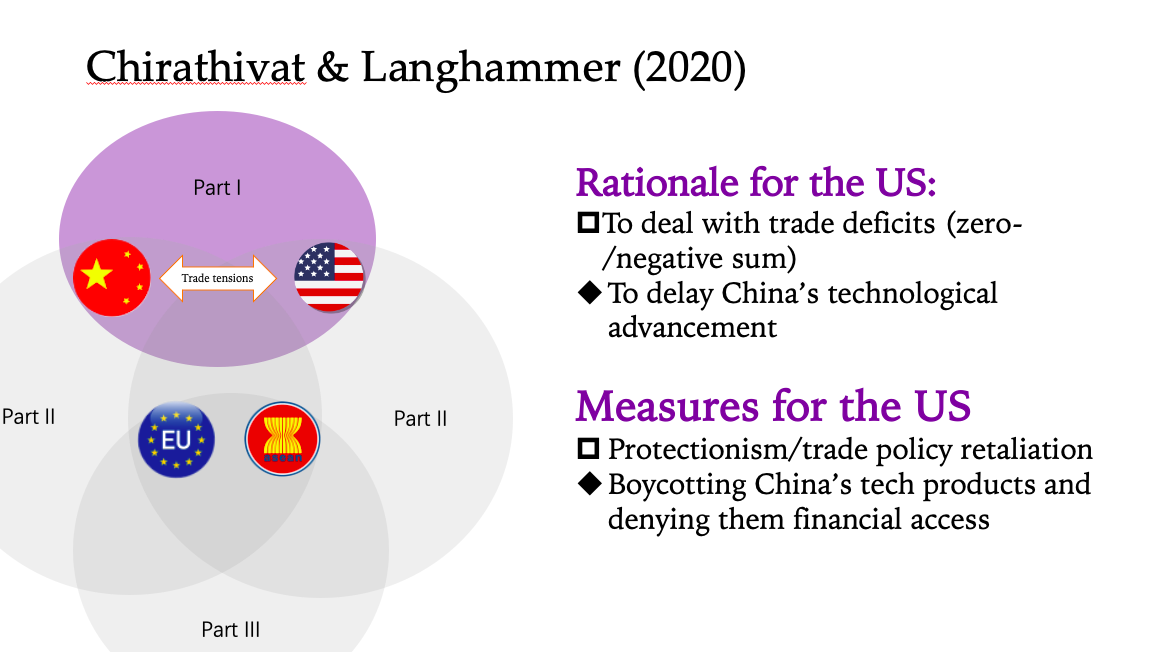 Chirathivat & Langhammer (2020)
Part I
Trade tensions
Part II
EU
asean
Part II
Part III
Rationale for the US:
To deal with trade deficits (zero-
/negative sum)
To delay China's technological
advancement
Measures for the US
Protectionism/trade policy retaliation
Boycotting China's tech products and
denying them financial access